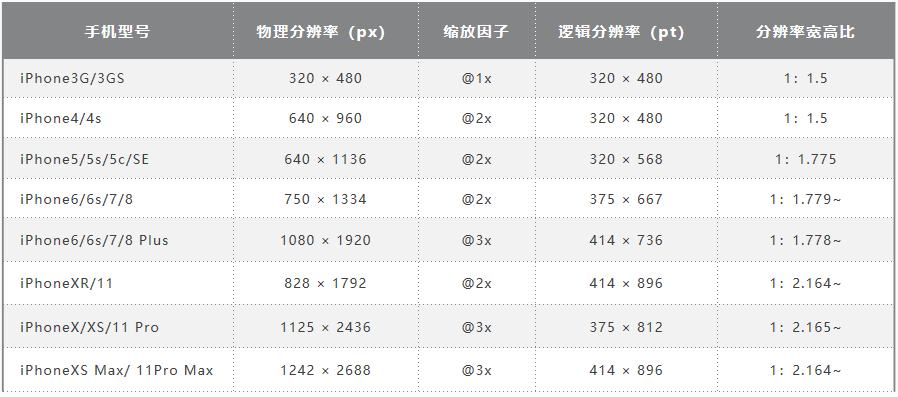 手机型号 物理分辨率（px） 缩放因子 逻辑分辨率（pt） 分辨率宽高比
iPhone3G/3GS 320 × 480 @1x 320 × 480 1：1.5
iPhone4/4s 640 × 960 @2x 320 × 480 1：1.5
iPhone5/5s/5c/SE 640 × 1136 @2x 320 × 568 1：1.775
iPhone6/6s/7/8 750 × 1334 @2x 375 × 667 1：1.779~
iPhone6/6s/7/8 Plus 1080 × 1920 @3x 414 × 736 1：1.778~
iPhoneXR/11 828 × 1792 @2x 414 × 896 1：2.164~
iPhoneX/XS/11 Pro 1125 × 2436 @3x 375 × 812 1：2.165~
iPhoneXS Max/ 11Pro Max 1242 × 2688 @3x 414 × 896 1：2.164~